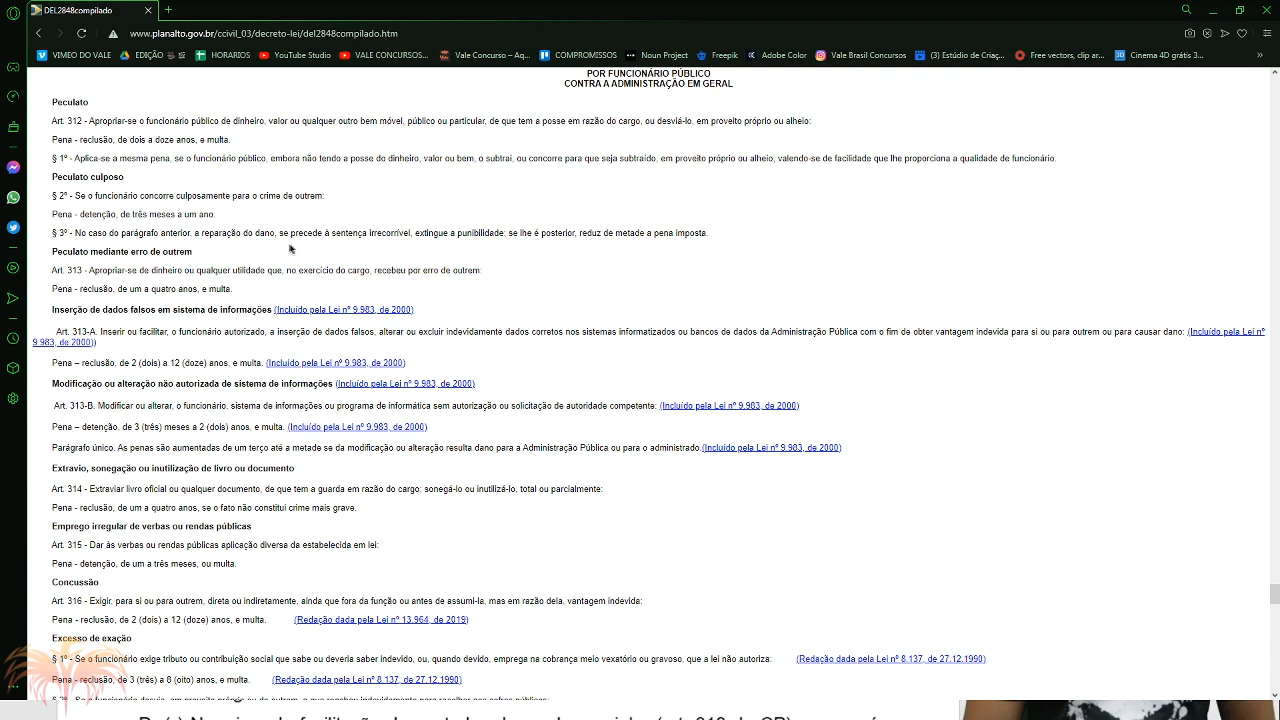 DEL2848compilado
www.planalto.gov.br/ccivil_03/decreto-lei/del2848compilado.htm
VIMEO DO VALE EDIÇÃO HORARIOS YouTube Studio VALE CONCURSOS... Vale Concurso – Aq... COMPROMISSOS Noun Project Freepik Adobe Color Vale Brasil Concursos (3) Estúdio de Criaç... Free vectors, clip ar... Cinema 4D grátis 3... »
POR FUNCIONÁRIO PÚBLICO
CONTRA A ADMINISTRAÇÃO EM GERAL
Peculato
Art. 312 - Apropriar-se o funcionário público de dinheiro, valor ou qualquer outro bem móvel, público ou particular, de que tem a posse em razão do cargo, ou desviá-lo, em proveito próprio ou alheio:
Pena - reclusão, de dois a doze anos, e multa.
§ 1º - Aplica-se a mesma pena, se o funcionário público, embora não tendo a posse do dinheiro, valor ou bem, o subtrai, ou concorre para que seja subtraído, em proveito próprio ou alheio, valendo-se de facilidade que lhe proporciona a qualidade de funcionário.
Peculato culposo
§ 2º - Se o funcionário concorre culposamente para o crime de outrem:
Pena - detenção, de três meses a um ano.
§ 3º - No caso do parágrafo anterior, a reparação do dano, se precede à sentença irrecorrível, extingue a punibilidade; se lhe é posterior, reduz de metade a pena imposta.
Peculato mediante erro de outrem
Art. 313 - Apropriar-se de dinheiro ou qualquer utilidade que, no exercício do cargo, recebeu por erro de outrem:
Pena - reclusão, de um a quatro anos, e multa.
Inserção de dados falsos em sistema de informações (Incluído pela Lei nº 9.983, de 2000)
Art. 313-A. Inserir ou facilitar, o funcionário autorizado, a inserção de dados falsos, alterar ou excluir indevidamente dados corretos nos sistemas informatizados ou bancos de dados da Administração Pública com o fim de obter vantagem indevida para si ou para outrem ou para causar dano: (Incluído pela Lei nº
9.983, de 2000))
Pena – reclusão, de 2 (dois) a 12 (doze) anos, e multa. (Incluído pela Lei nº 9.983, de 2000)
Modificação ou alteração não autorizada de sistema de informações (Incluído pela Lei nº 9.983, de 2000)
Art. 313-B. Modificar ou alterar, o funcionário, sistema de informações ou programa de informática sem autorização ou solicitação de autoridade competente: (Incluído pela Lei nº 9.983, de 2000)
Pena – detenção, de 3 (três) meses a 2 (dois) anos, e multa. (Incluído pela Lei nº 9.983, de 2000)
Parágrafo único. As penas são aumentadas de um terço até a metade se da modificação ou alteração resulta dano para a Administração Pública ou para o administrado.(Incluído pela Lei nº 9.983, de 2000)
Extravio, sonegação ou inutilização de livro ou documento
Art. 314 - Extraviar livro oficial ou qualquer documento, de que tem a guarda em razão do cargo; sonegá-lo ou inutilizá-lo, total ou parcialmente:
Pena - reclusão, de um a quatro anos, se o fato não constitui crime mais grave.
Emprego irregular de verbas ou rendas públicas
Art. 315 - Dar às verbas ou rendas públicas aplicação diversa da estabelecida em lei:
Pena - detenção, de um a três meses, ou multa.
Concussão
Art. 316 - Exigir, para si ou para outrem, direta ou indiretamente, ainda que fora da função ou antes de assumi-la, mas em razão dela, vantagem indevida:
Pena - reclusão, de 2 (dois) a 12 (doze) anos, e multa. (Redação dada pela Lei nº 13.964, de 2019)
Excesso de exação
§ 1º - Se o funcionário exige tributo ou contribuição social que sabe ou deveria saber indevido, ou, quando devido, emprega na cobrança meio vexatório ou gravoso, que a lei não autoriza: (Redação dada pela Lei nº 8.137, de 27.12.1990)
Pena - reclusão, de 3 (três) a 8 (oito) anos, e multa. (Redação dada pela Lei nº 8.137, de 27.12.1990)